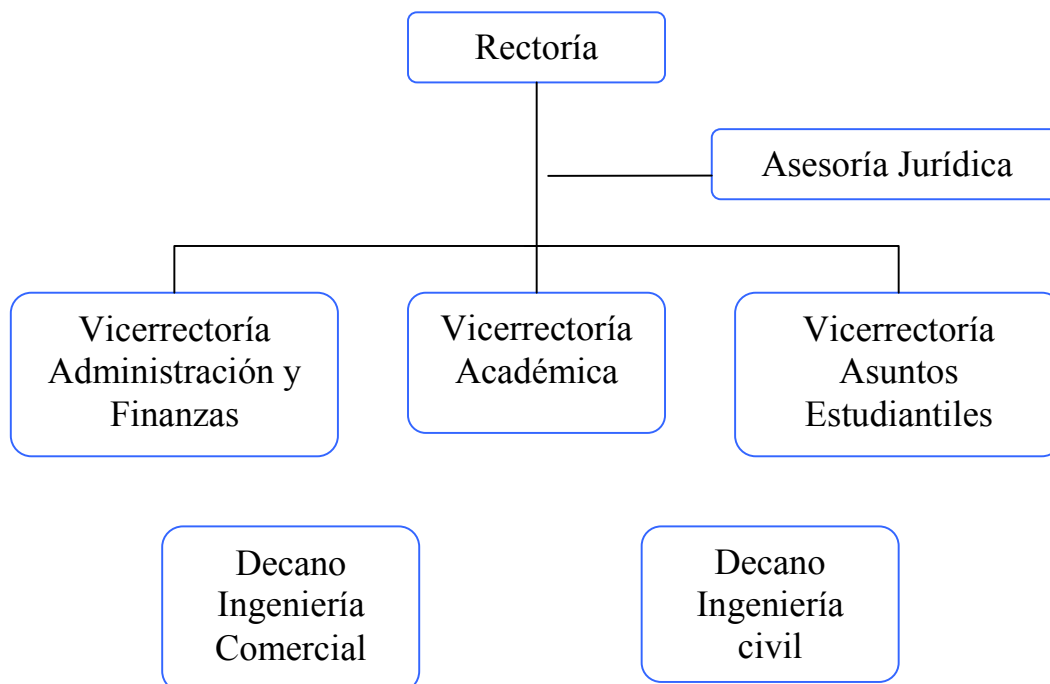 Rectoría
Asesoría Jurídica
Vicerrectoría
Administración y
Finanzas
Vicerrectoría
Académica
Vicerrectoría
Asuntos
Estudiantiles
Decano
Ingeniería
Comercial
Decano
Ingeniería
civil